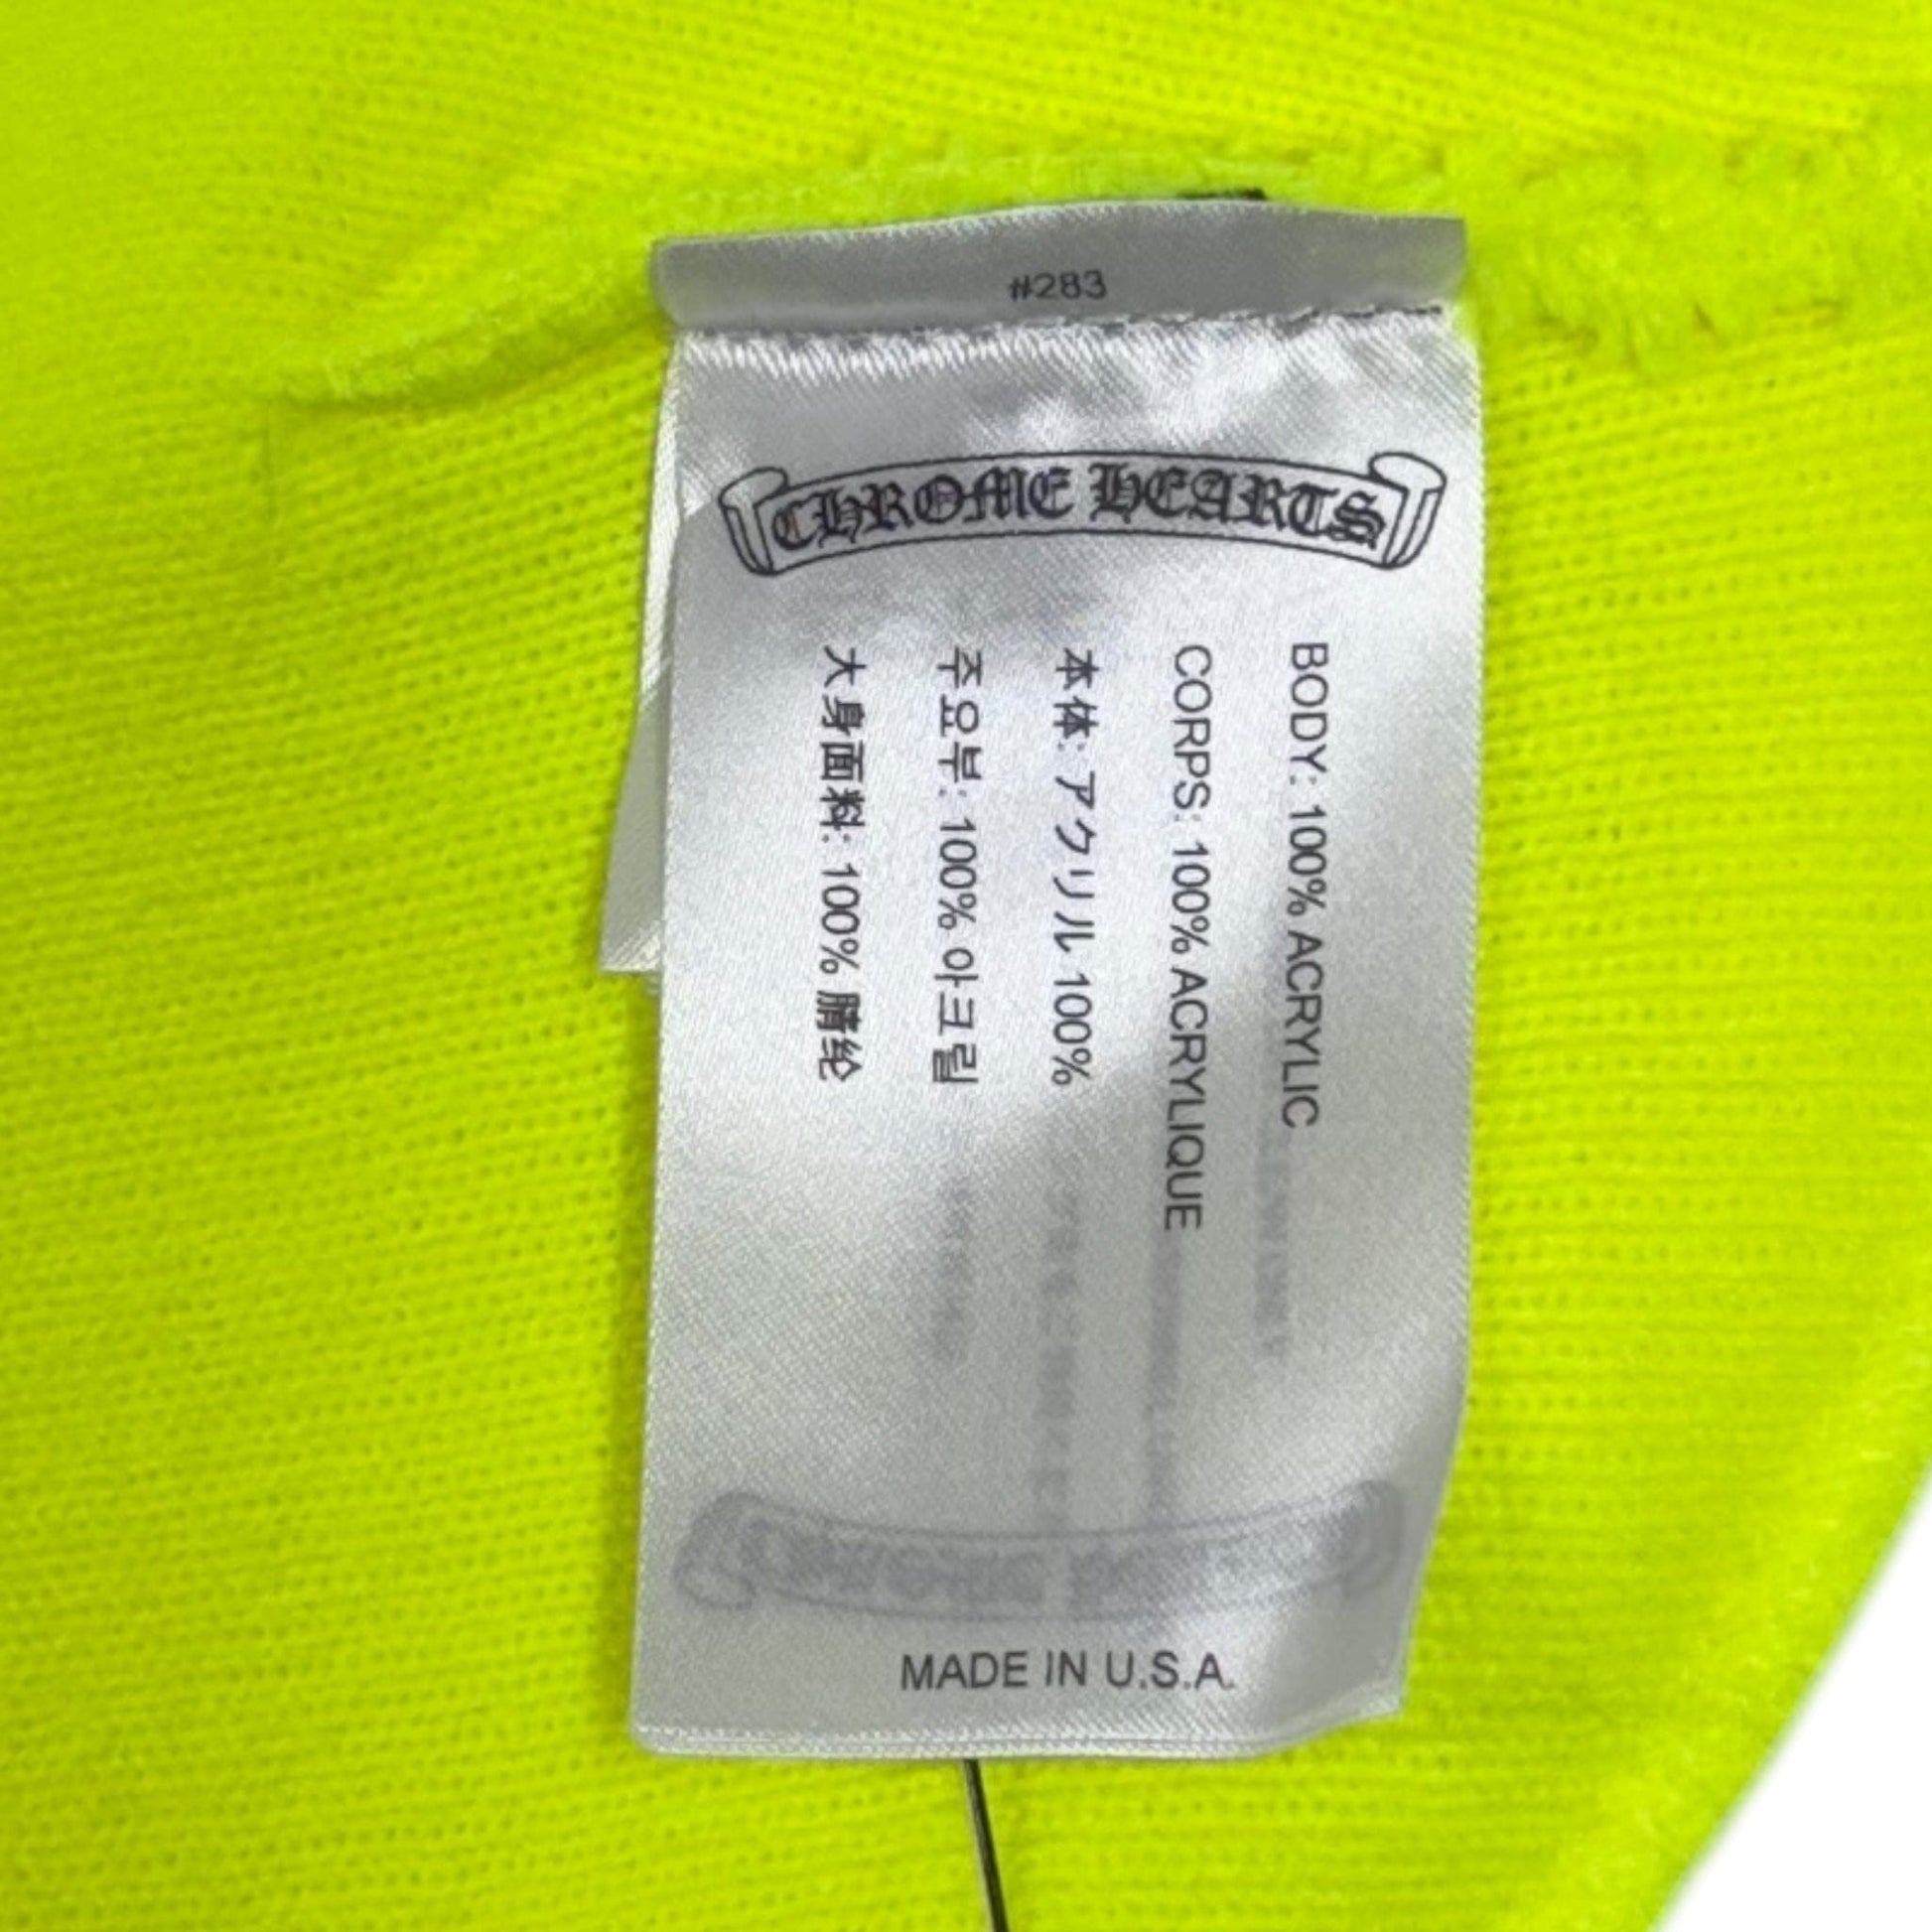 #283
CHROME HEARTS
BODY: 100% ACRYLIC
CORPS: 100% ACRYLIQUE
本体: アクリル 100%
주요부: 100% 아크릴
大身面料: 100% 腈纶
MADE IN U.S.A.